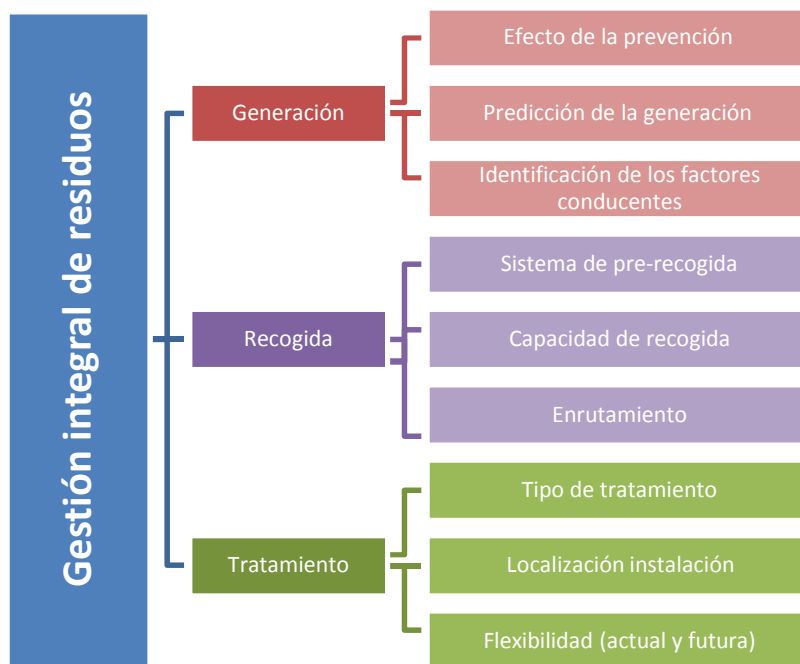 Gestión integral de residuos
Generación
Efecto de la prevención
Predicción de la generación
Identificación de los factores
conducentes
Recogida
Sistema de pre-recogida
Capacidad de recogida
Enrutamiento
Tratamiento
Tipo de tratamiento
Localización instalación
Flexibilidad (actual y futura)